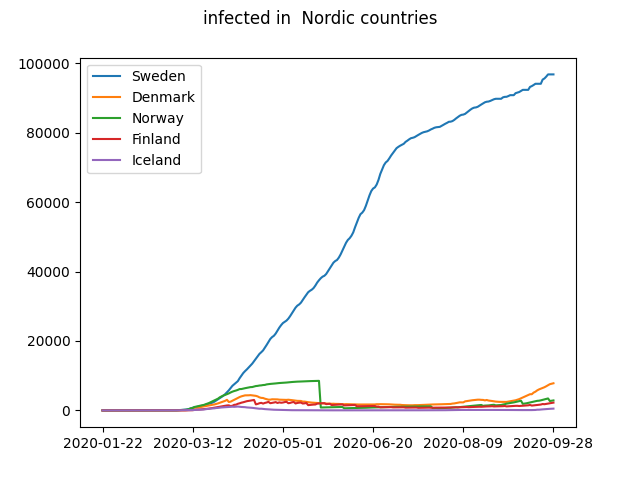 infected in  Nordic countries
100000
80000
60000
40000
20000
0
Sweden
Denmark
Norway
Finland
Iceland
2020-01-22 2020-03-12 2020-05-01 2020-06-20 2020-08-09 2020-09-28